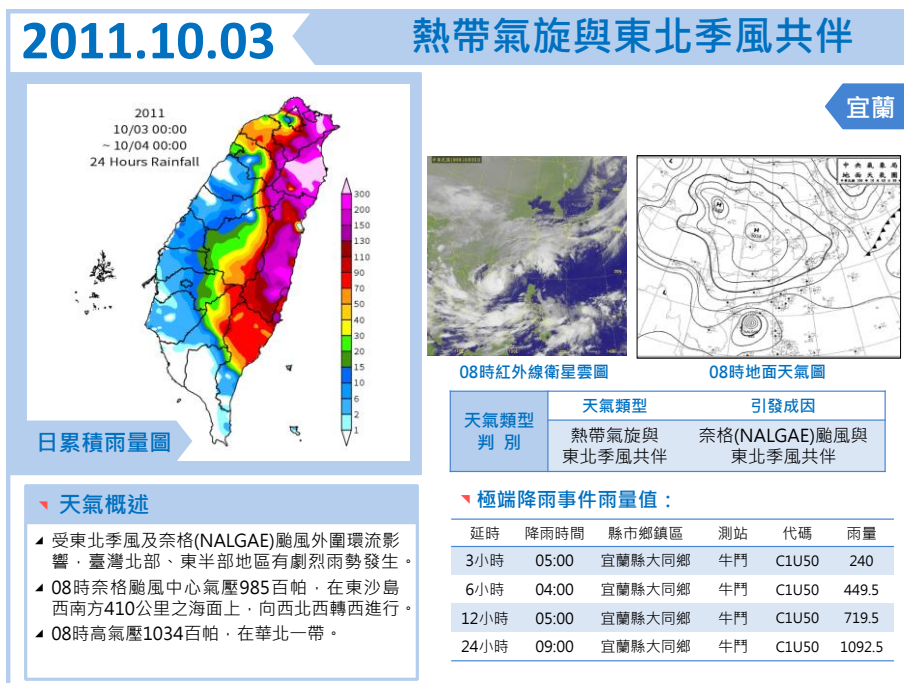 2011.10.03
熱帶氣旋與東北季風共伴
宜蘭
2011
10/03 00:00
~ 10/04 00:00
24 Hours Rainfall
300
200
150
130
110
90
70
50
40
30
20
15
10
6
2
1
日累積雨量圖
中央氣象局
地面天氣圖
08時紅外線衛星雲圖
08時地面天氣圖
天氣類型判別
天氣類型
引發成因
熱帶氣旋與
東北季風共伴
奈格(NALGAE)颱風與
東北季風共伴
天氣概述
受東北季風及奈格(NALGAE)颱風外圍環流影
響，臺灣北部、東半部地區有劇烈雨勢發生。
08時奈格颱風中心氣壓985百帕，在東沙島
西南方410公里之海面上，向西北西轉西進行。
08時高氣壓1034百帕，在華北一帶。
極端降雨事件雨量值：
延時 降雨時間 縣市鄉鎮區 測站 代碼 雨量
3小時 05:00 宜蘭縣大同鄉 牛鬥 C1U50 240
6小時 04:00 宜蘭縣大同鄉 牛鬥 C1U50 449.5
12小時 05:00 宜蘭縣大同鄉 牛鬥 C1U50 719.5
24小時 09:00 宜蘭縣大同鄉 牛鬥 C1U50 1092.5